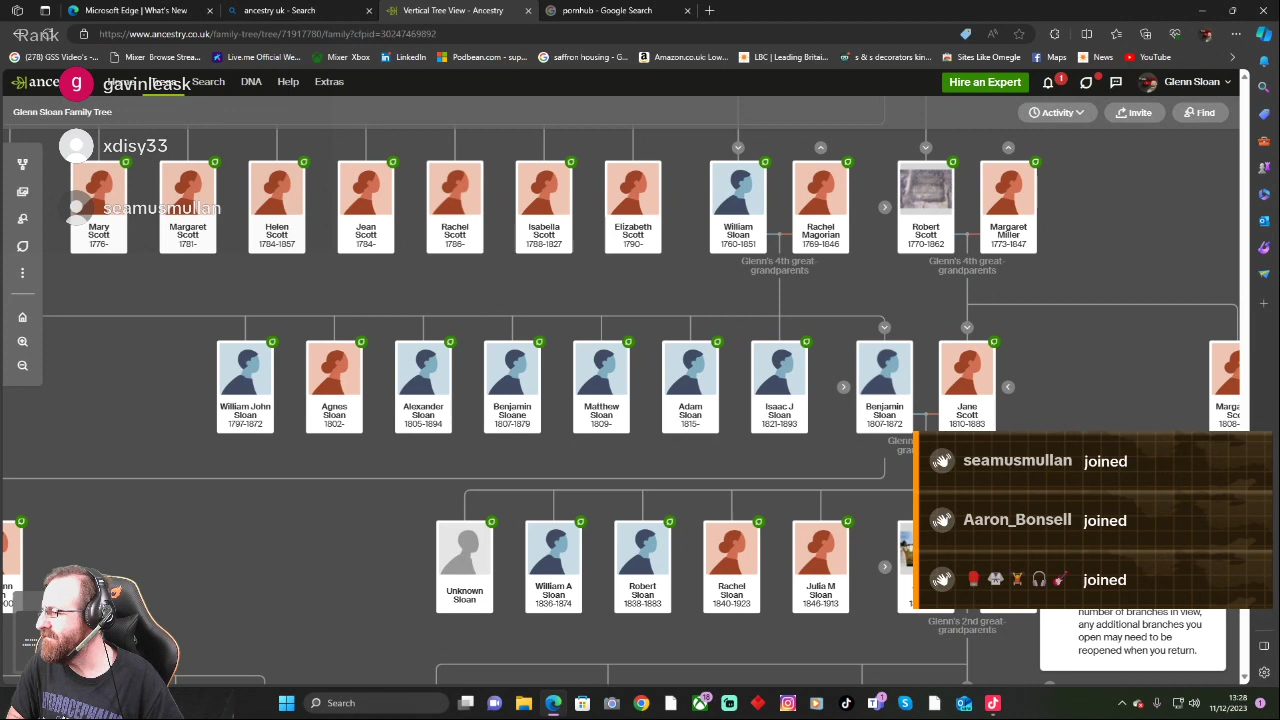 Microsoft Edge | What's New
ancestry uk - Search
Vertical Tree View - Ancestry
pornhub - Google Search
Rank
https://www.ancestry.co.uk/family-tree/tree/71917780/family?cfpid=30247469892
(278) GSS Video's -...
Mixer Broadcast
Live.me Official We...
Mixer Xbox
LinkedIn
Podbean.com - sup...
saffron housing - G...
Amazon.co.uk: Low...
LBC | Leading Britai...
s & s decorators kin...
Sites Like Omegle
Maps
News
YouTube
g gavinleask
Search
DNA
Help
Extras
Hire an Expert
1
Glenn Sloan
Glenn Sloan Family Tree
Activity
Invite
Find
xdisy33
seamusmullan
Mary Scott 1776-
Margaret Scott 1781-
Helen Scott 1784-1857
Jean Scott 1784-
Rachel Scott 1786-
Isabella Scott 1788-1827
Elizabeth Scott 1790-
William Sloan 1760-1851
Rachel Magorian 1769-1846
Robert Scott 1770-1862
Margaret Miller 1773-1847
Glenn's 4th great-grandparents
Glenn's 4th great-grandparents
William John Sloan 1797-1872
Agnes Sloan 1802-
Alexander Sloan 1805-1894
Benjamin Sloane 1807-1879
Matthew Sloan 1809-
Adam Sloan 1815-
Isaac J Sloan 1821-1893
Benjamin Sloan 1807-1872
Jane Scott 1810-1883
Marga
1808-
seamusmullan joined
Aaron_Bonsell joined
joined
Unknown Sloan
William A Sloan 1836-1874
Robert Sloan 1838-1883
Rachel Sloan 1840-1923
Julia M Sloan 1846-1913
Glenn's 2nd great-grandparents
number of branches in view,
any additional branches you
open may need to be
reopened when you return.
Search
18
1
13:28
11/12/2023